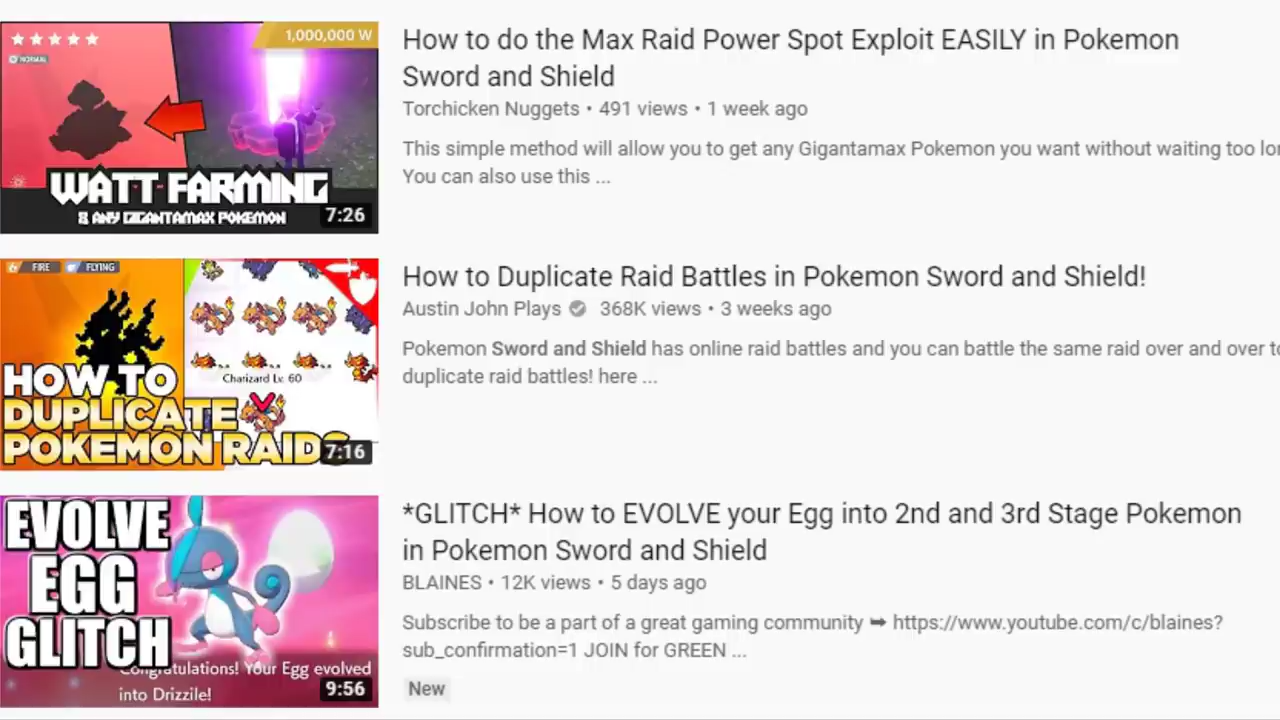 1,000,000 W
NORMAL
WATT FARMING
& ANY GIGANTAMAX POKEMON
7:26
How to do the Max Raid Power Spot Exploit EASILY in Pokemon
Sword and Shield
Torchicken Nuggets • 491 views • 1 week ago
This simple method will allow you to get any Gigantamax Pokemon you want without waiting too lon
You can also use this ...
FIRE FLYING
Charizard Lv. 60
HOW TO
DUPLICATE
POKEMON RAIDS
7:16
How to Duplicate Raid Battles in Pokemon Sword and Shield!
Austin John Plays 368K views • 3 weeks ago
Pokemon Sword and Shield has online raid battles and you can battle the same raid over and over to
duplicate raid battles! here ...
EVOLVE
EGG
GLITCH
Congratulations! Your Egg evolved
into Drizzile!
9:56
*GLITCH* How to EVOLVE your Egg into 2nd and 3rd Stage Pokemon
in Pokemon Sword and Shield
BLAINES • 12K views • 5 days ago
Subscribe to be a part of a great gaming community ➥ https://www.youtube.com/c/blaines?
sub_confirmation=1 JOIN for GREEN ...
New